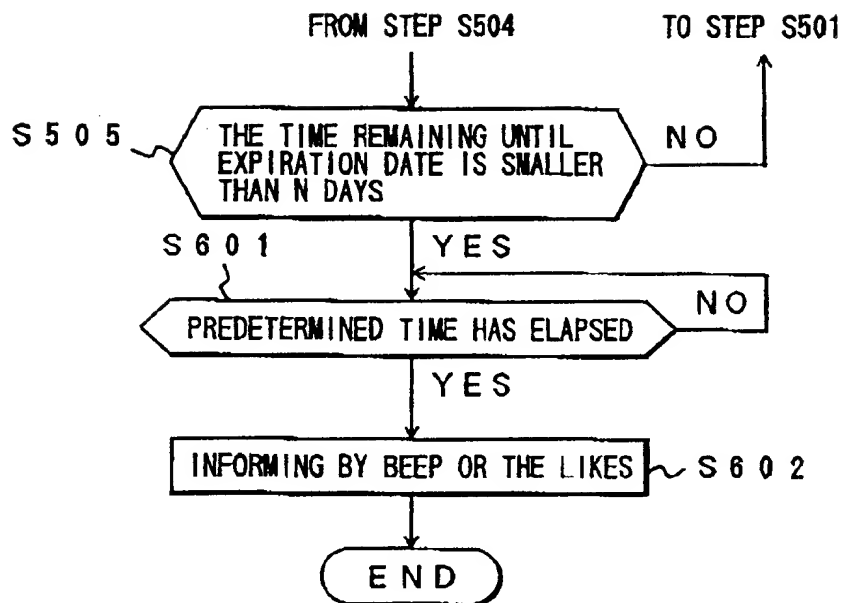 FROM STEP S504
TO STEP S501
S505
THE TIME REMAINING UNTIL
EXPIRATION DATE IS SMALLER
THAN N DAYS
NO
YES
S601
NO
PREDETERMINED TIME HAS ELAPSED
YES
INFORMING BY BEEP OR THE LIKES
S602
END